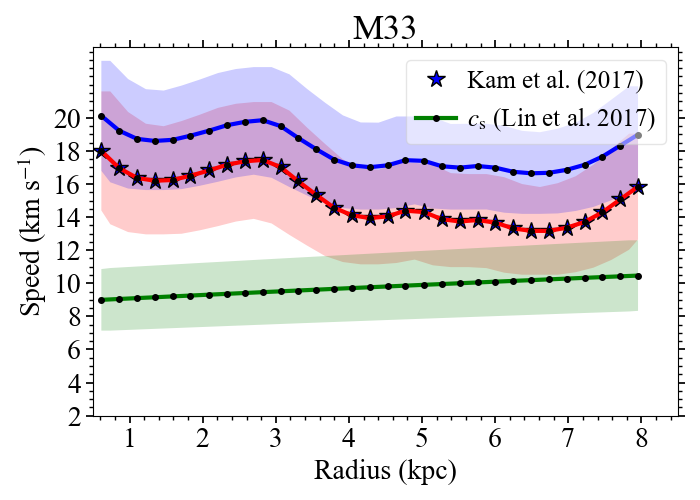 M33
Kam et al. (2017)
c_s (Lin et al. 2017)
Speed (km s⁻¹)
20
18
16
14
12
10
8
6
4
2
1 2 3 4 5 6 7 8
Radius (kpc)